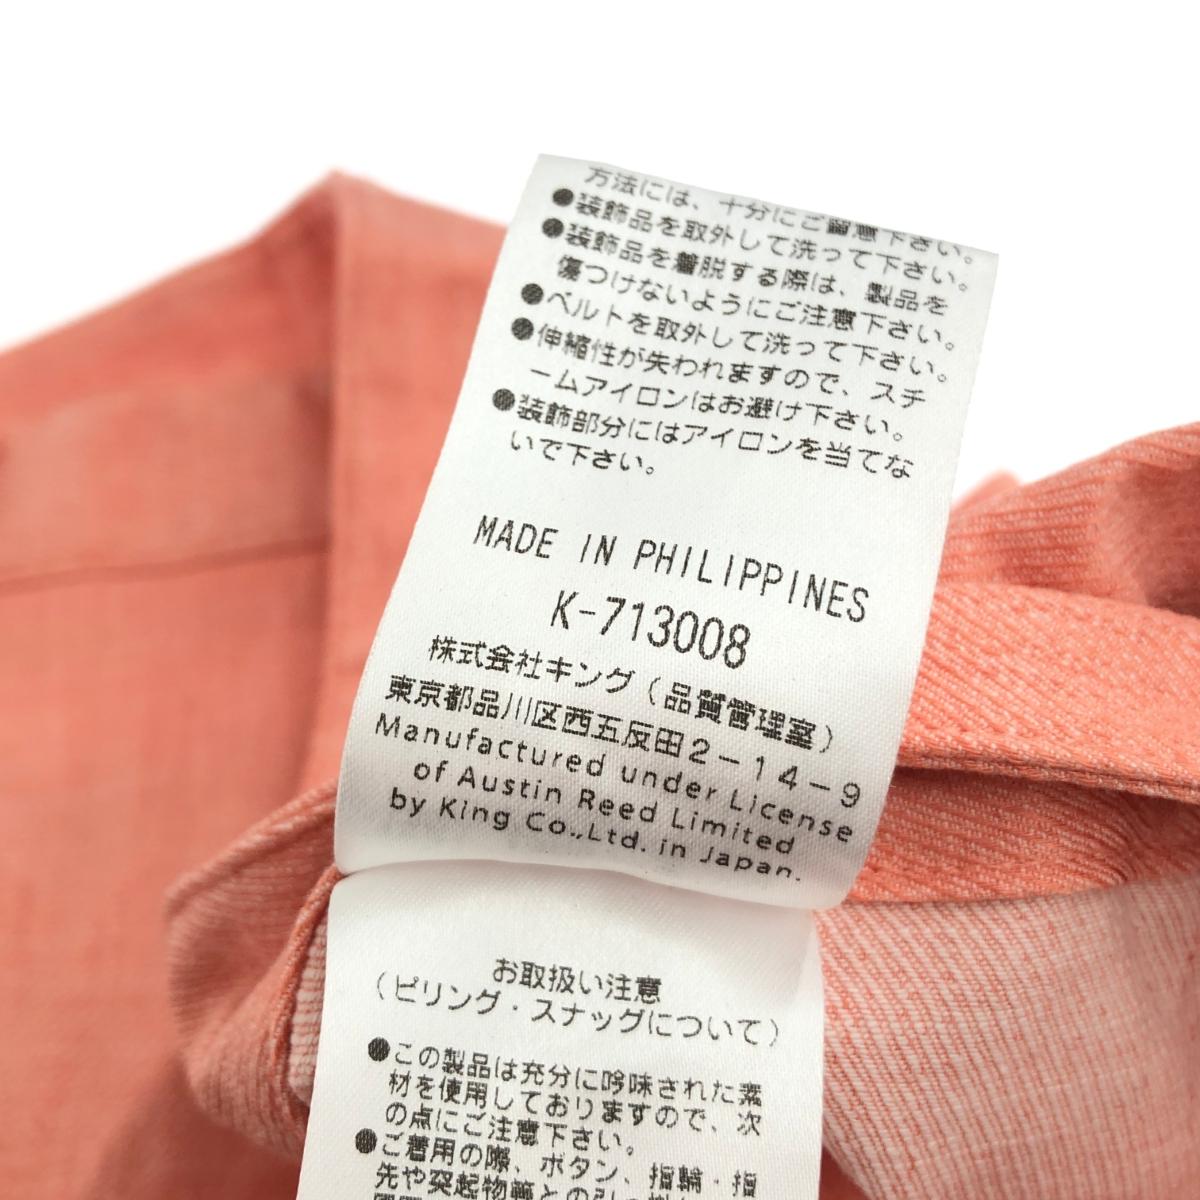 方法には、十分にご留意下さい。
●装飾品を取外して洗って下さい。
●装飾品を着脱する際は、製品を
傷つけないようにご注意下さい。
●ベルトを取外して洗って下さい。
●伸縮性が失われますので、スチ
ームアイロンはお避け下さい。
●装飾部分にはアイロンを当てな
いで下さい。
MADE IN PHILIPPINES
K-713008
株式会社キング(品質管理室)
東京都品川区西五反田2-14-9
Manufactured under License
of Austin Reed Limited
by King Co.,Ltd. in Japan.
お取扱い注意
(ピリング・スナッグについて)
●この製品は充分に吟味された素
材を使用しておりますので、次
の点にご注意下さい。
●ご着用の際、ボタン、指輪・指
先や突起物等との引っ